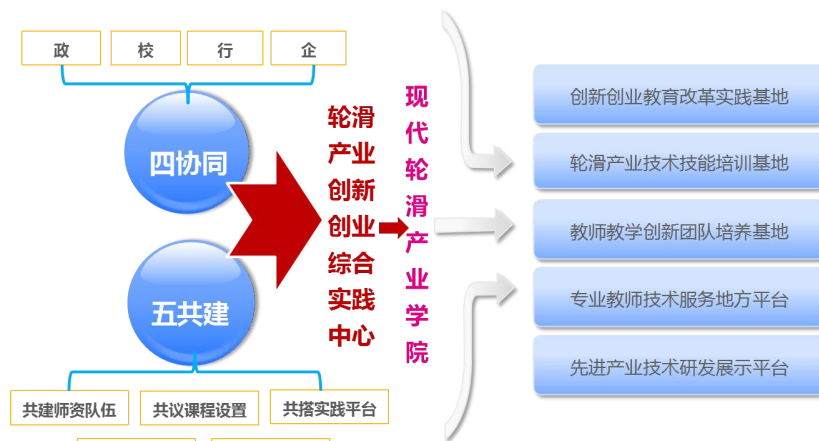 政
校
行
企
四协同
五共建
共建师资队伍
共议课程设置
共搭实践平台
轮滑
产业
创新
创业
综合
实践
中心
现代轮滑产业学院
创新创业教育改革实践基地
轮滑产业技术技能培训基地
教师教学创新团队培养基地
专业教师技术服务地方平台
先进产业技术研发展示平台